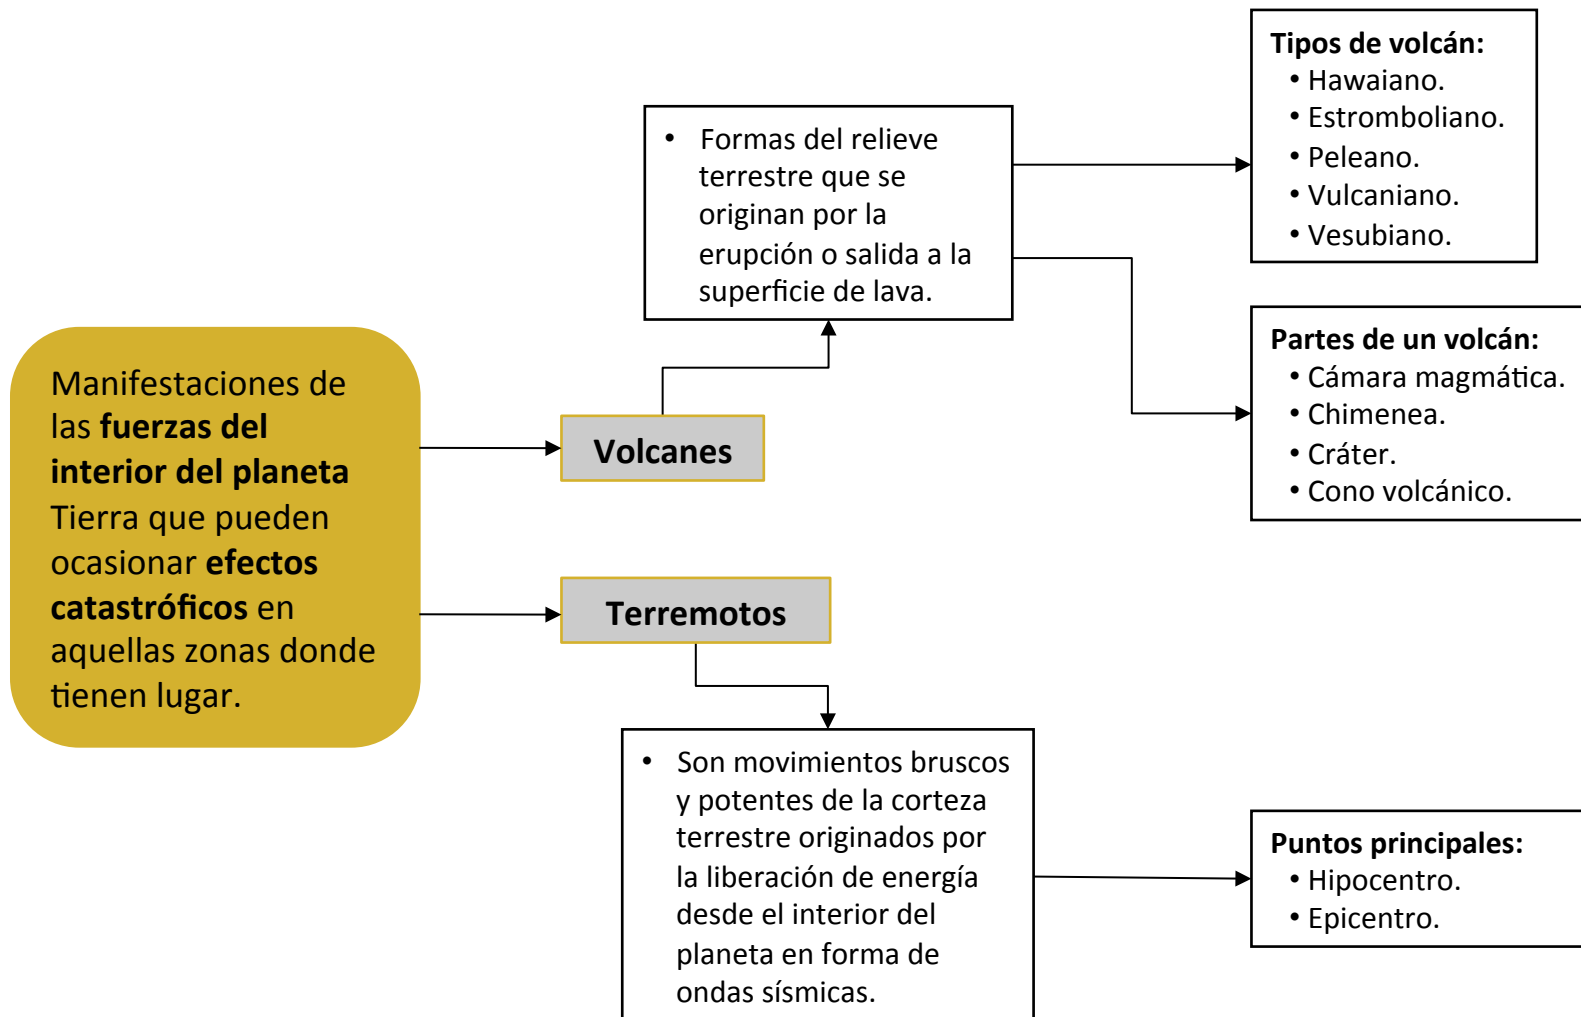 Manifestaciones de
las fuerzas del
interior del planeta
Tierra que pueden
ocasionar efectos
catastróficos en
aquellas zonas donde
tienen lugar.
Volcanes
• Formas del relieve
terrestre que se
originan por la
erupción o salida a la
superficie de lava.
Tipos de volcán:
• Hawaiano.
• Estromboliano.
• Peleano.
• Vulcaniano.
• Vesubiano.
Partes de un volcán:
• Cámara magmática.
• Chimenea.
• Cráter.
• Cono volcánico.
Terremotos
• Son movimientos bruscos
y potentes de la corteza
terrestre originados por
la liberación de energía
desde el interior del
planeta en forma de
ondas sísmicas.
Puntos principales:
• Hipocentro.
• Epicentro.